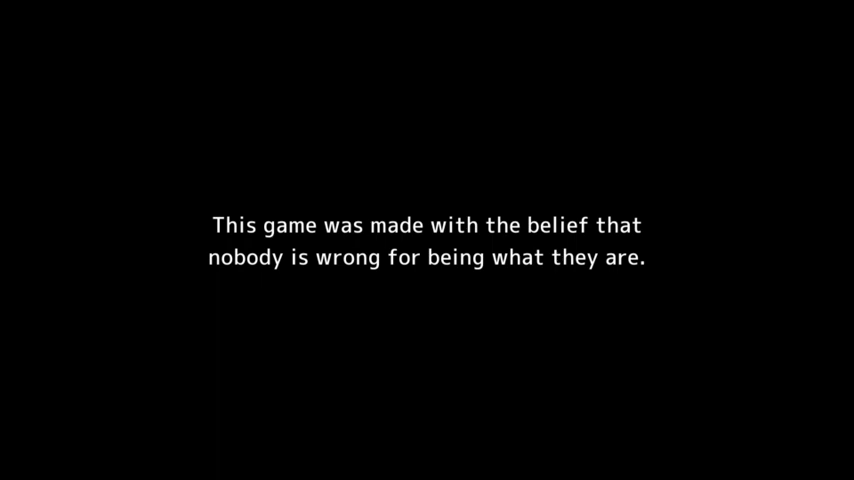 This game was made with the belief that
nobody is wrong for being what they are.